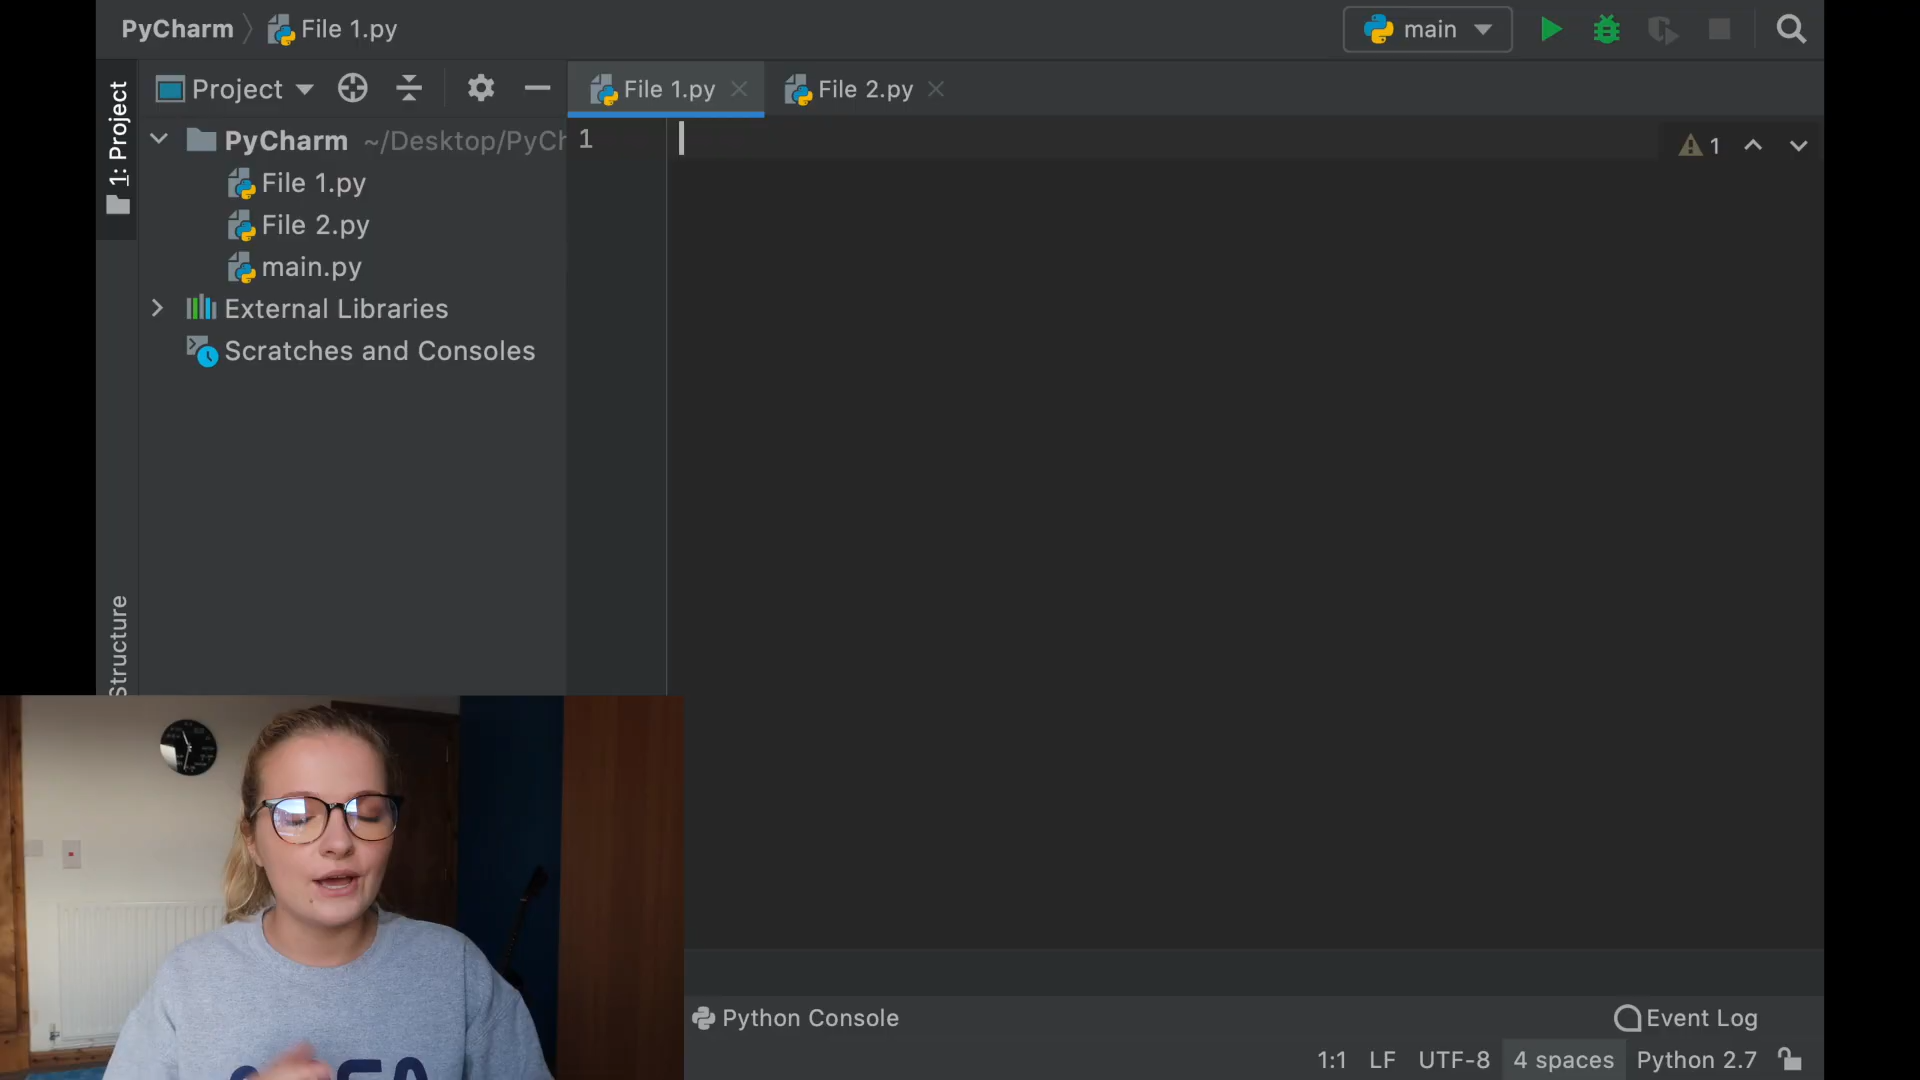 PyCharm File 1.py
main
1: Project
Project
File 1.py
File 2.py
PyCharm ~/Desktop/PyCh
1
1
File 1.py
File 2.py
main.py
External Libraries
Scratches and Consoles
Structure
Python Console
Event Log
1:1 LF UTF-8 4 spaces Python 2.7